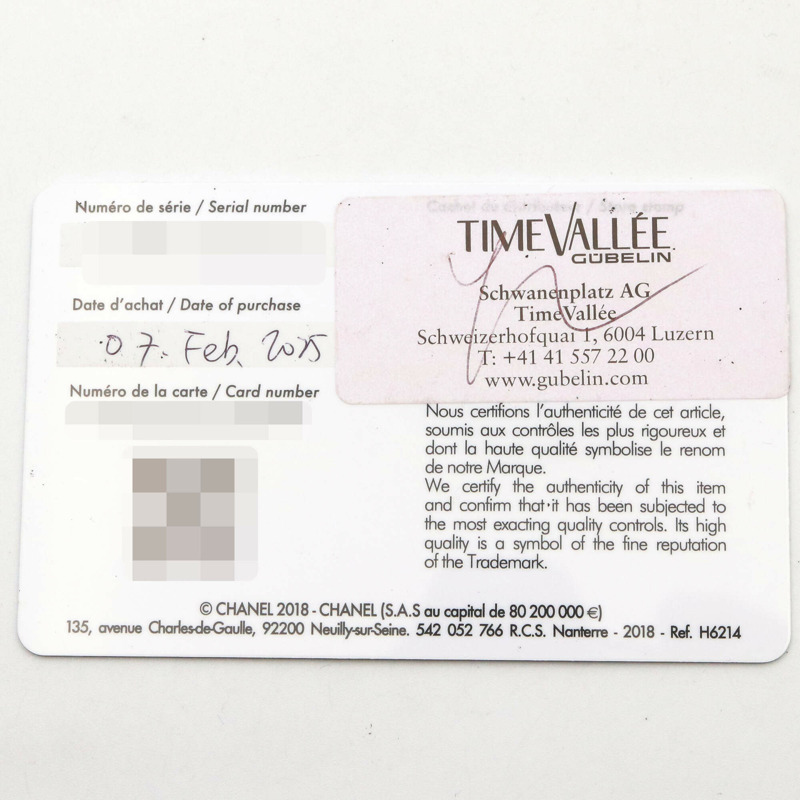 Numéro de série / Serial number
Date d'achat / Date of purchase
07. Feb. 2025
Numéro de la carte / Card number
TIMEVALLÉE
GÜBELIN
Schwanenplatz AG
TimeVallée
Schweizerhofquai 1, 6004 Luzern
T: +41 41 557 22 00
www.gubelin.com
Nous certifions l'authenticité de cet article,
soumis aux contrôles les plus rigoureux et
dont la haute qualité symbolise le renom
de notre Marque.
We certify the authenticity of this item
and confirm that it has been subjected to
the most exacting quality controls. Its high
quality is a symbol of the fine reputation
of the Trademark.
© CHANEL 2018 - CHANEL (S.A.S au capital de 80 200 000 €)
135, avenue Charles-de-Gaulle, 92200 Neuilly-sur-Seine. 542 052 766 R.C.S. Nanterre - 2018 - Ref. H6214